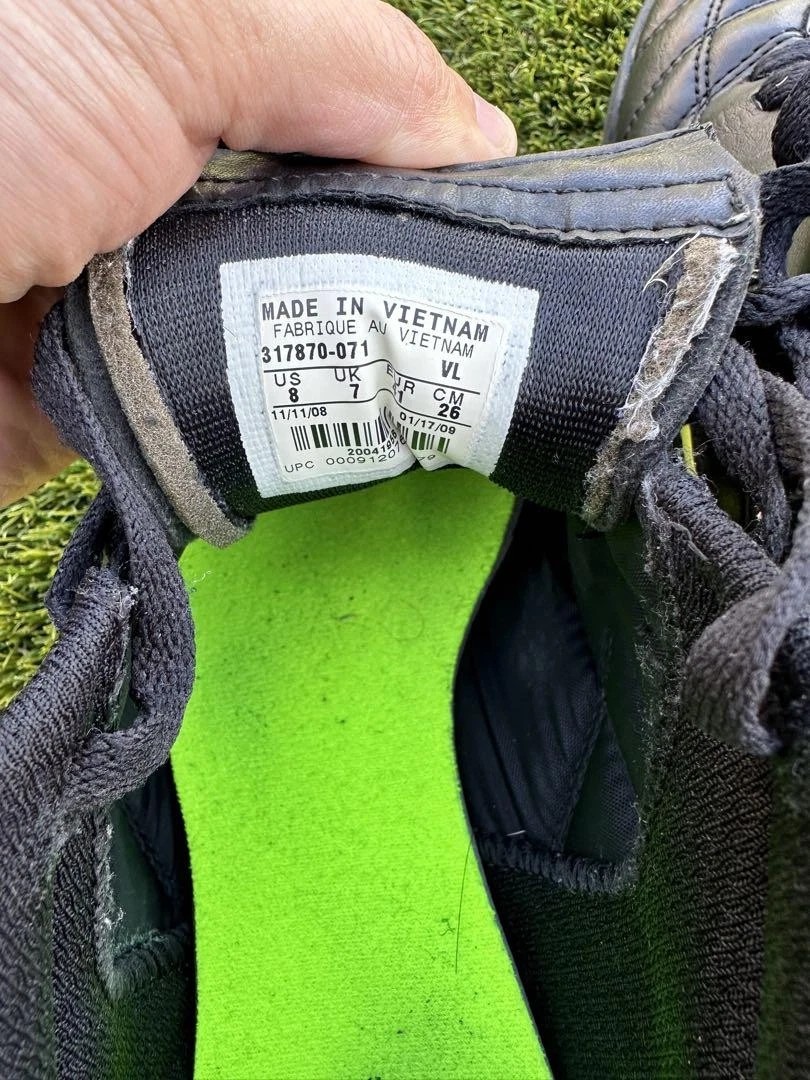 MADE IN VIETNAM
FABRIQUE AU VIETNAM
317870-071 VL
US UK CM
8 7 26
11/11/08 01/17/09
UPC